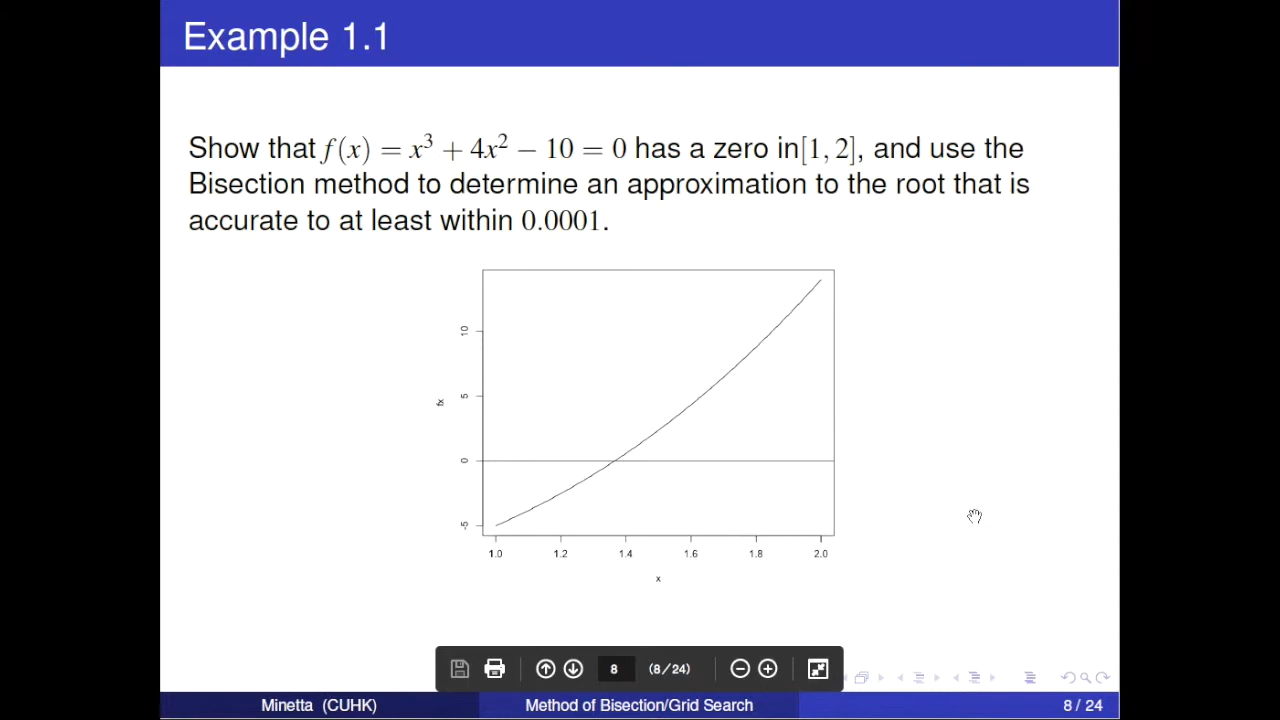 Example 1.1
Show that f(x) = x³ + 4x² − 10 = 0 has a zero in[1, 2], and use the
Bisection method to determine an approximation to the root that is
accurate to at least within 0.0001.
10
5
0
-5
fx
1.0 1.2 1.4 1.6 1.8 2.0
x
8 (8/24)
Minetta (CUHK) Method of Bisection/Grid Search 8 / 24